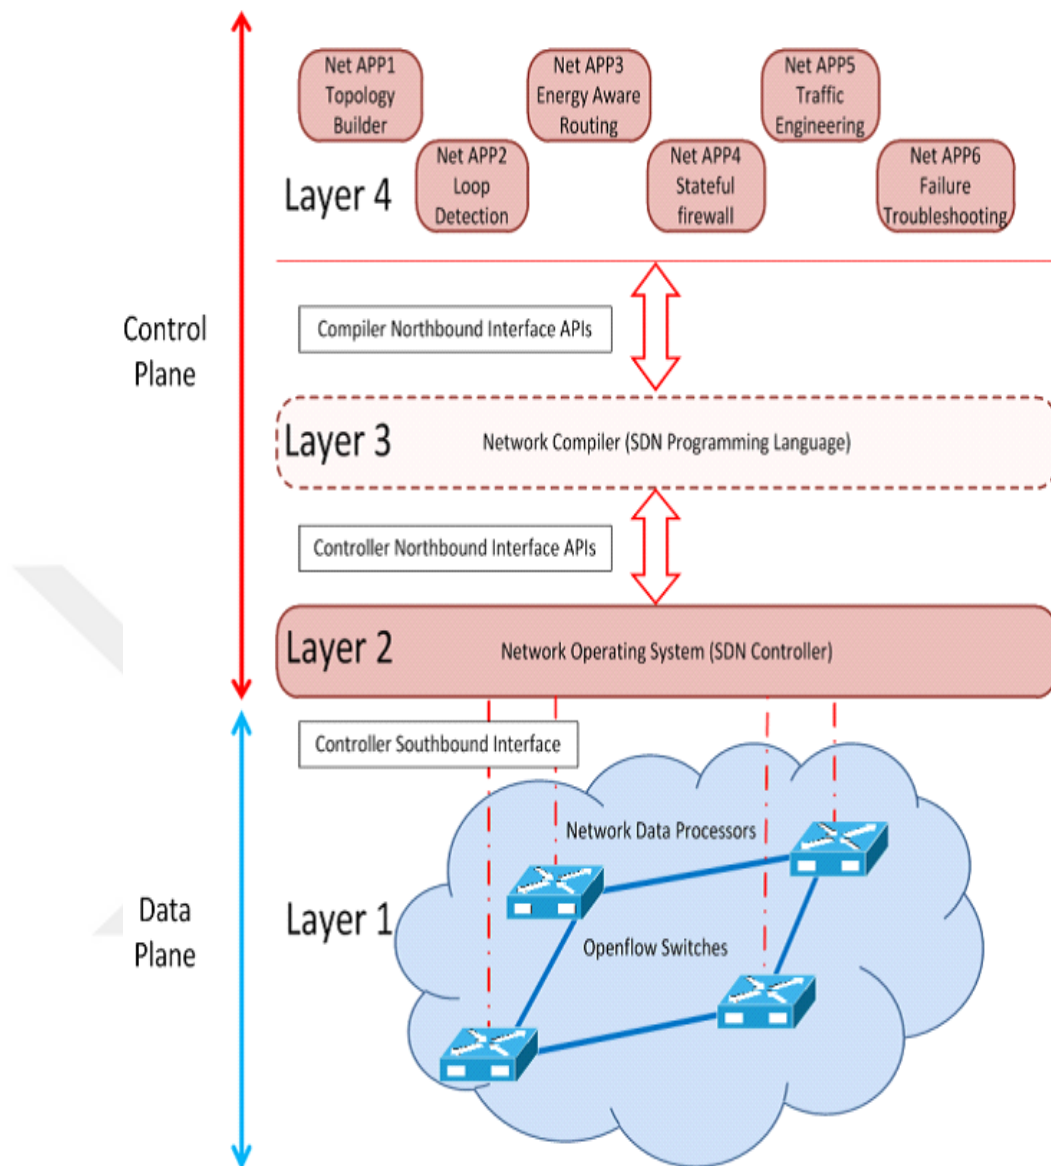 Net APP1
Topology
Builder
Net APP3
Energy Aware
Routing
Net APP5
Traffic
Engineering
Net APP2
Loop
Detection
Net APP4
Stateful
firewall
Net APP6
Failure
Troubleshooting
Layer 4
Control
Plane
Compiler Northbound Interface APIs
Layer 3
Network Compiler (SDN Programming Language)
Controller Northbound Interface APIs
Layer 2
Network Operating System (SDN Controller)
Controller Southbound Interface
Network Data Processors
Data
Plane
Layer 1
Openflow Switches